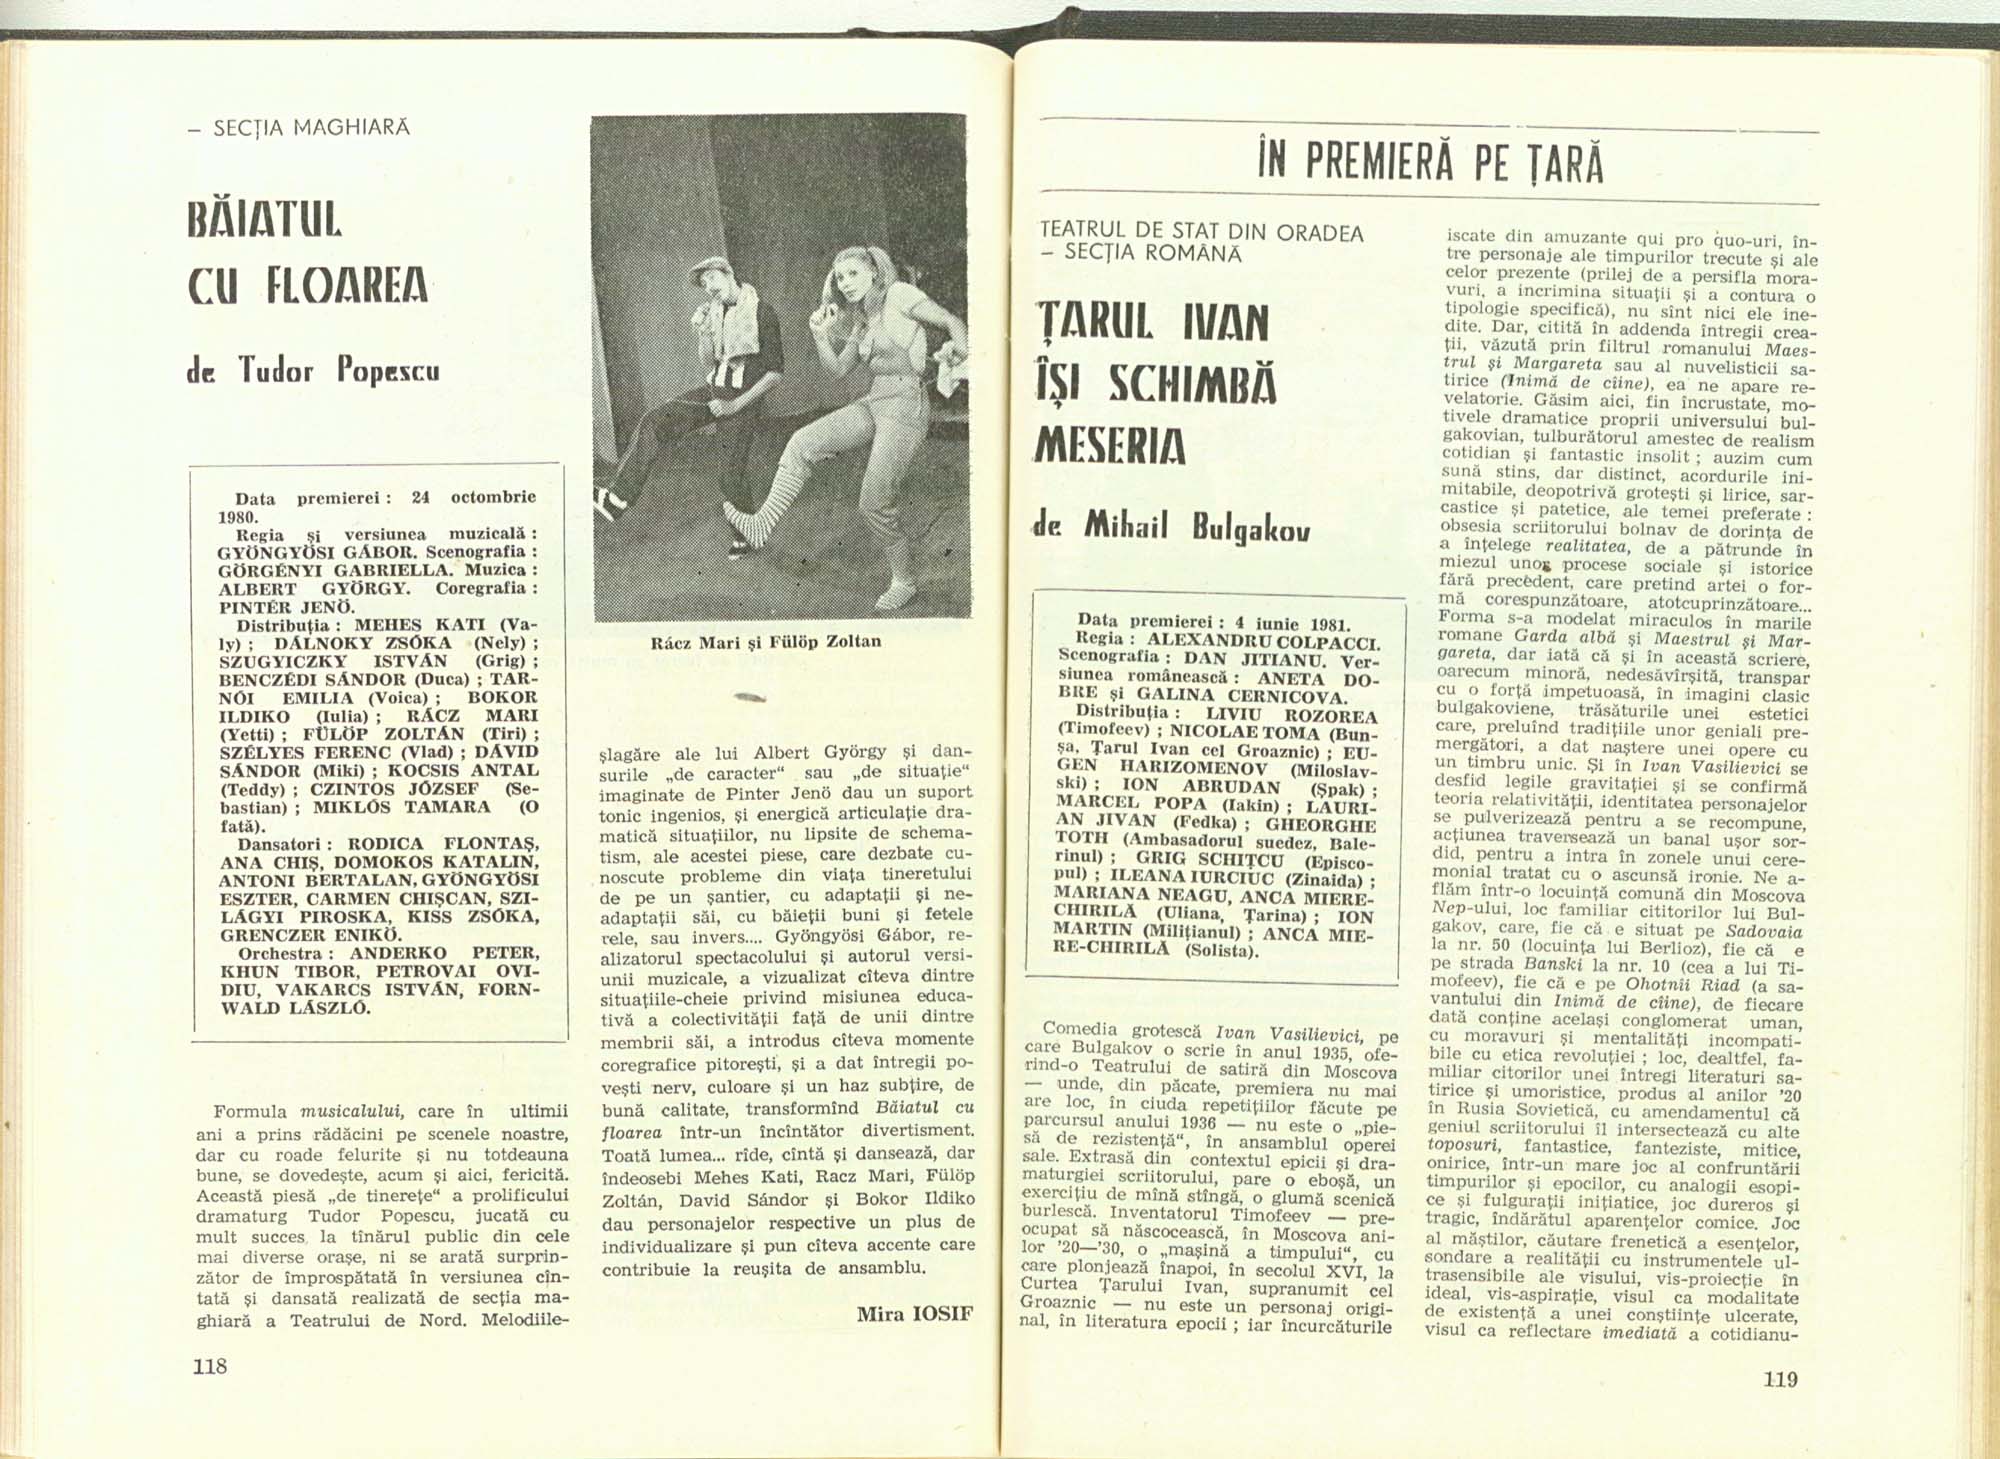 – SECȚIA MAGHIARĂ
BĂIATUL
CU FLOAREA
de Tudor Popescu
Data premierei : 24 octombrie
1980.
Regia și versiunea muzicală :
GYÖNGYÖSI GÁBOR. Scenografia :
GÖRGÉNYI GABRIELLA. Muzica :
ALBERT GYÖRGY. Coregrafia :
PINTÉR JENÖ.
Distribuția : MEHES KATI (Va-
ly) ; DÁLNOKY ZSÓKA (Nely) ;
SZUGYICZKY ISTVÁN (Grig) ;
BENCZÉDI SÁNDOR (Duca) ; TAR-
NÓI EMILIA (Voica) ; BOKOR
ILDIKO (Iulia) ; RÁCZ MARI
(Yetti) ; FÜLÖP ZOLTÁN (Tiri) ;
SZÉLYES FERENC (Vlad) ; DÁVID
SÁNDOR (Miki) ; KOCSIS ANTAL
(Teddy) ; CZINTOS JÓZSEF (Se-
bastian) ; MIKLÓS TAMARA (O
fată).
Dansatori : RODICA FLONTAȘ,
ANA CHIȘ, DOMOKOS KATALIN,
ANTONI BERTALAN, GYÖNGYÖSI
ESZTER, CARMEN CHIȘCAN, SZI-
LÁGYI PIROSKA, KISS ZSÓKA,
GRENCZER ENIKÖ.
Orchestra : ANDERKO PETER,
KHUN TIBOR, PETROVAI OVI-
DIU, VAKARCS ISTVÁN, FORN-
WALD LÁSZLÓ.
Formula musicalului, care în ultimii
ani a prins rădăcini pe scenele noastre,
dar cu roade felurite și nu totdeauna
bune, se dovedește, acum și aici, fericită.
Această piesă „de tinerețe“ a prolificului
dramaturg Tudor Popescu, jucată cu
mult succes la tînărul public din cele
mai diverse orașe, ni se arată surprin-
zător de împrospătată în versiunea cîn-
tată și dansată realizată de secția ma-
ghiară a Teatrului de Nord. Melodiile-
118
Rácz Mari și Fülöp Zoltan
șlagăre ale lui Albert György și dan-
surile „de caracter“ sau „de situație“
imaginate de Pinter Jenö dau un suport
tonic ingenios, și energică articulație dra-
matică situațiilor, nu lipsite de schema-
tism, ale acestei piese, care dezbate cu-
noscute probleme din viața tineretului
de pe un șantier, cu adaptații și ne-
adaptații săi, cu băieții buni și fetele
rele, sau invers.... Gyöngyösi Gábor, re-
alizatorul spectacolului și autorul versi-
unii muzicale, a vizualizat cîteva dintre
situațiile-cheie privind misiunea educa-
tivă a colectivității față de unii dintre
membrii săi, a introdus cîteva momente
coregrafice pitorești, și a dat întregii po-
vești nerv, culoare și un haz subțire, de
bună calitate, transformînd Băiatul cu
floarea într-un încîntător divertisment.
Toată lumea... rîde, cîntă și dansează, dar
îndeosebi Mehes Kati, Racz Mari, Fülöp
Zoltán, David Sándor și Bokor Ildiko
dau personajelor respective un plus de
individualizare și pun cîteva accente care
contribuie la reușita de ansamblu.
Mira IOSIF
ÎN PREMIERĂ PE ȚARĂ
TEATRUL DE STAT DIN ORADEA
– SECȚIA ROMÂNĂ
ȚARUL IVAN
ÎȘI SCHIMBĂ
MESERIA
de Mihail Bulgakov
Data premierei : 4 iunie 1981.
Regia : ALEXANDRU COLPACCI.
Scenografia : DAN JITIANU. Ver-
siunea românească : ANETA DO-
BRE și GALINA CERNICOVA.
Distribuția : LIVIU ROZOREA
(Timofeev) ; NICOLAE TOMA (Bun-
șa, Țarul Ivan cel Groaznic) ; EU-
GEN HARIZOMENOV (Miloslav-
ski) ; ION ABRUDAN (Șpak) ;
MARCEL POPA (Iakin) ; LAURI-
AN JIVAN (Fedka) ; GHEORGHE
TOTH (Ambasadorul suedez, Bale-
rinul) ; GRIG SCHIȚCU (Episco-
pul) ; ILEANA IURCIUC (Zinaida) ;
MARIANA NEAGU, ANCA MIERE-
CHIRILĂ (Uliana, Țarina) ; ION
MARTIN (Milițianul) ; ANCA MIE-
RE-CHIRILĂ (Solista).
Comedia grotescă Ivan Vasilievici, pe
care Bulgakov o scrie în anul 1935, ofe-
rind-o Teatrului de satiră din Moscova
— unde, din păcate, premiera nu mai
are loc, în ciuda repetițiilor făcute pe
parcursul anului 1936 — nu este o „pie-
să de rezistență“, în ansamblul operei
sale. Extrasă din contextul epicii și dra-
maturgiei scriitorului, pare o eboșă, un
exercițiu de mînă stîngă, o glumă scenică
burlescă. Inventatorul Timofeev — pre-
ocupat să născocească, în Moscova ani-
lor '20—'30, o „mașină a timpului“, cu
care plonjează înapoi, în secolul XVI, la
Curtea Țarului Ivan, supranumit cel
Groaznic — nu este un personaj origi-
nal, în literatura epocii ; iar încurcăturile
iscate din amuzante qui pro quo-uri, în-
tre personaje ale timpurilor trecute și ale
celor prezente (prilej de a persifla mora-
vuri, a incrimina situații și a contura o
tipologie specifică), nu sînt nici ele ine-
dite. Dar, citită în addenda întregii crea-
ții, văzută prin filtrul romanului Maes-
trul și Margareta sau al nuvelisticii sa-
tirice (Inimă de cîine), ea ne apare re-
velatorie. Găsim aici, fin încrustate, mo-
tivele dramatice proprii universului bul-
gakovian, tulburătorul amestec de realism
cotidian și fantastic insolit ; auzim cum
sună stins, dar distinct, acordurile ini-
mitabile, deopotrivă grotești și lirice, sar-
castice și patetice, ale temei preferate :
obsesia scriitorului bolnav de dorința de
a înțelege realitatea, de a pătrunde în
miezul unor procese sociale și istorice
fără precedent, care pretind artei o for-
mă corespunzătoare, atotcuprinzătoare...
Forma s-a modelat miraculos în marile
romane Garda albă și Maestrul și Mar-
gareta, dar iată că și în această scriere,
oarecum minoră, nedesăvîrșită, transpar
cu o forță impetuoasă, în imagini clasic
bulgakoviene, trăsăturile unei estetici
care, preluînd tradițiile unor geniali pre-
mergători, a dat naștere unei opere cu
un timbru unic. Și în Ivan Vasilievici se
desfid legile gravitației și se confirmă
teoria relativității, identitatea personajelor
se pulverizează pentru a se recompune,
acțiunea traversează un banal ușor sor-
did, pentru a intra în zonele unui cere-
monial tratat cu o ascunsă ironie. Ne a-
flăm într-o locuință comună din Moscova
Nep-ului, loc familiar cititorilor lui Bul-
gakov, care, fie că e situat pe Sadovaia
la nr. 50 (locuința lui Berlioz), fie că e
pe strada Banski la nr. 10 (cea a lui Ti-
mofeev), fie că e pe Ohotnîi Riad (a sa-
vantului din Inimă de cîine), de fiecare
dată conține același conglomerat uman,
cu moravuri și mentalități incompati-
bile cu etica revoluției ; loc, dealtfel, fa-
miliar citorilor unei întregi literaturi sa-
tirice și umoristice, produs al anilor '20
în Rusia Sovietică, cu amendamentul că
geniul scriitorului îl intersectează cu alte
toposuri, fantastice, fanteziste, mitice,
onirice, într-un mare joc al confruntării
timpurilor și epocilor, cu analogii esopi-
ce și fulgurații inițiatice, joc dureros și
tragic, îndărătul aparențelor comice. Joc
al măștilor, căutare frenetică a esențelor,
sondare a realității cu instrumentele ul-
trasensibile ale visului, vis-proiecție în
ideal, vis-aspirație, visul ca modalitate
de existență a unei conștiințe ulcerate,
visul ca reflectare imediată a cotidianu-
119